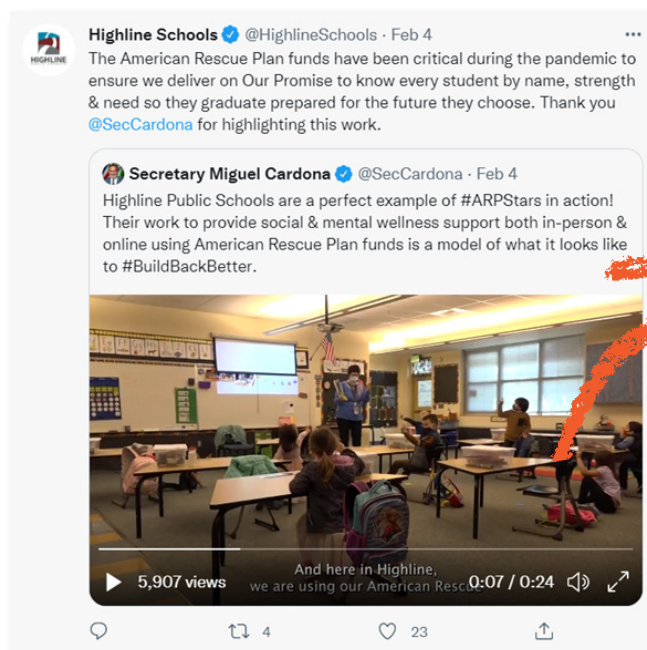 Highline Schools @HighlineSchools · Feb 4
HIGHLINE
The American Rescue Plan funds have been critical during the pandemic to
ensure we deliver on Our Promise to know every student by name, strength
& need so they graduate prepared for the future they choose. Thank you
@SecCardona for highlighting this work.
Secretary Miguel Cardona @SecCardona · Feb 4
Highline Public Schools are a perfect example of #ARPStars in action!
Their work to provide social & mental wellness support both in-person &
online using American Rescue Plan funds is a model of what it looks like
to #BuildBackBetter.
And here in Highline,
we are using our American Rescue
5,907 views
0:07 / 0:24
4
23